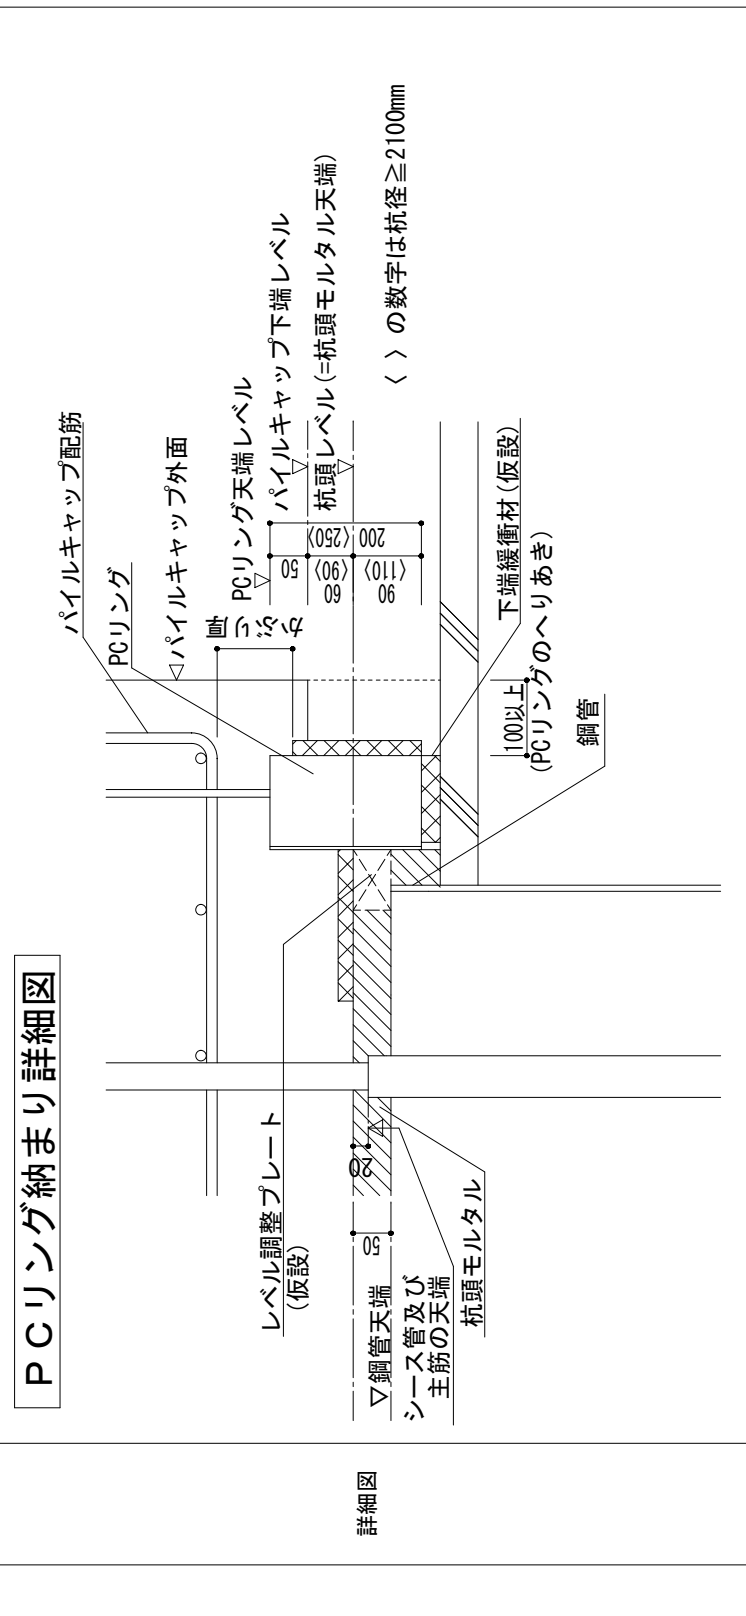 詳細図
PCリング納まり詳細図
パイルキャップ配筋
PCリング
▽パイルキャップ外面
かぶり厚
PCリング天端レベル
▽
パイルキャップ下端レベル
▽
杭頭レベル(=杭頭モルタル天端)
▽
〈 〉の数字は杭径≧2100mm
50
60
〈90〉
90
〈110〉
200
〈250〉
レベル調整プレート
(仮設)
20
50
▽鋼管天端
シース管及び
主筋の天端
杭頭モルタル
下端緩衝材(仮設)
100以上
(PCリングのへりあき)
鋼管